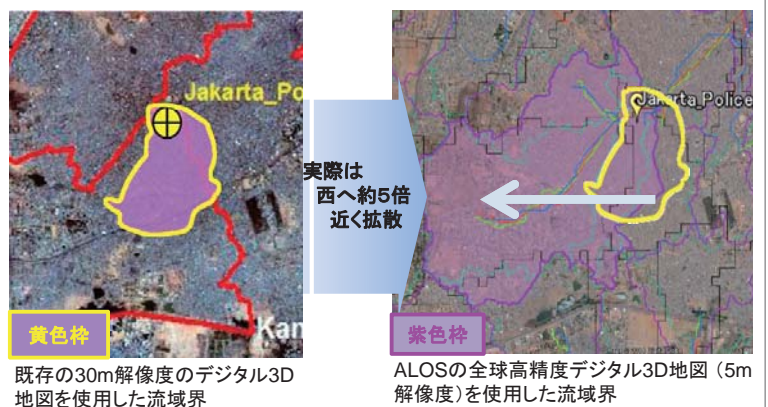 Jakarta_Po
Kan
黄色枠
既存の30m解像度のデジタル3D
地図を使用した流域界
実際は
西へ約5倍
近く拡散
Jakarta_Police
紫色枠
ALOSの全球高精度デジタル3D地図（5m
解像度）を使用した流域界